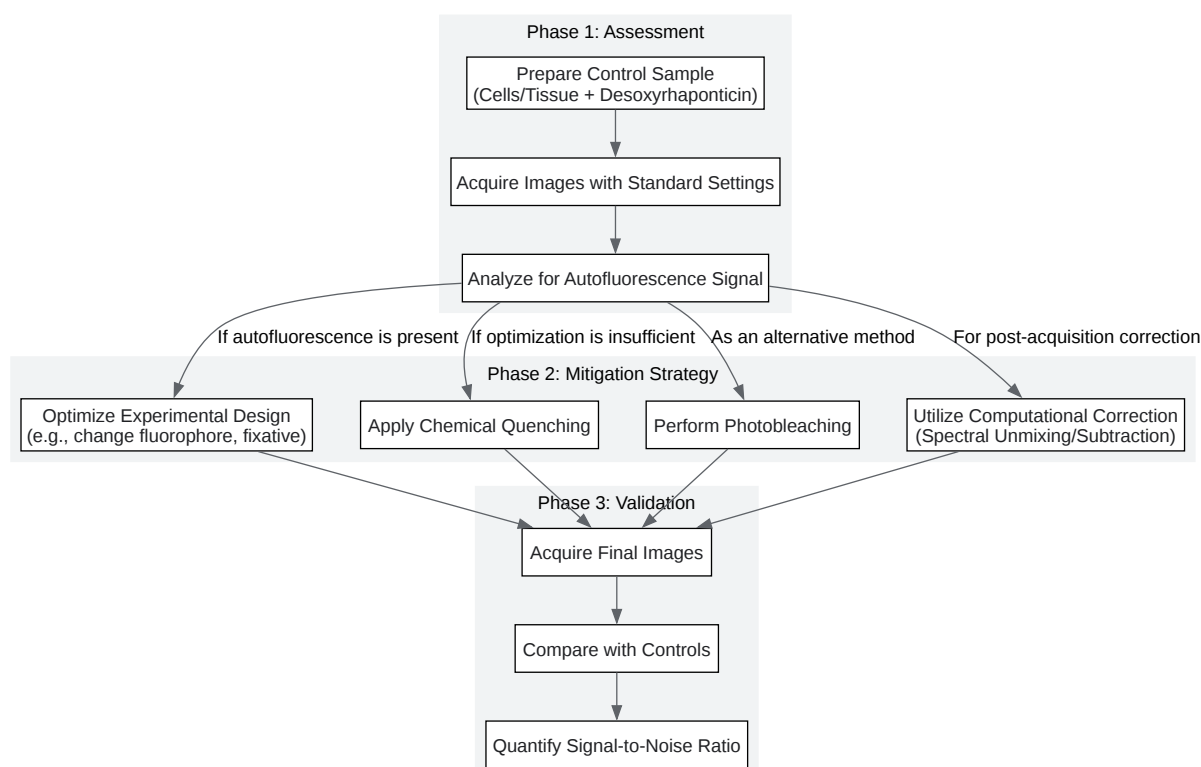 Phase 1: Assessment
Prepare Control Sample
(Cells/Tissue + Desoxyrhaponticin)
Acquire Images with Standard Settings
Analyze for Autofluorescence Signal
If autofluorescence is present
If optimization is insufficient
As an alternative method
For post-acquisition correction
Phase 2: Mitigation Strategy
Optimize Experimental Design
(e.g., change fluorophore, fixative)
Apply Chemical Quenching
Perform Photobleaching
Utilize Computational Correction
(Spectral Unmixing/Subtraction)
Phase 3: Validation
Acquire Final Images
Compare with Controls
Quantify Signal-to-Noise Ratio